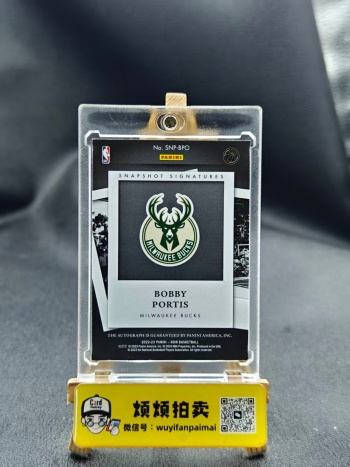 No. SNP-BPO
PANINI
SNAPSHOT SIGNATURES
MILWAUKEE BUCKS
BOBBY
PORTIS
MILWAUKEE BUCKS
THE AUTOGRAPH IS GUARANTEED BY PANINI AMERICA, INC.
2022-23 PANINI - NOIR BASKETBALL
Card
烦烦拍卖
微信号：wuyifanpaimai